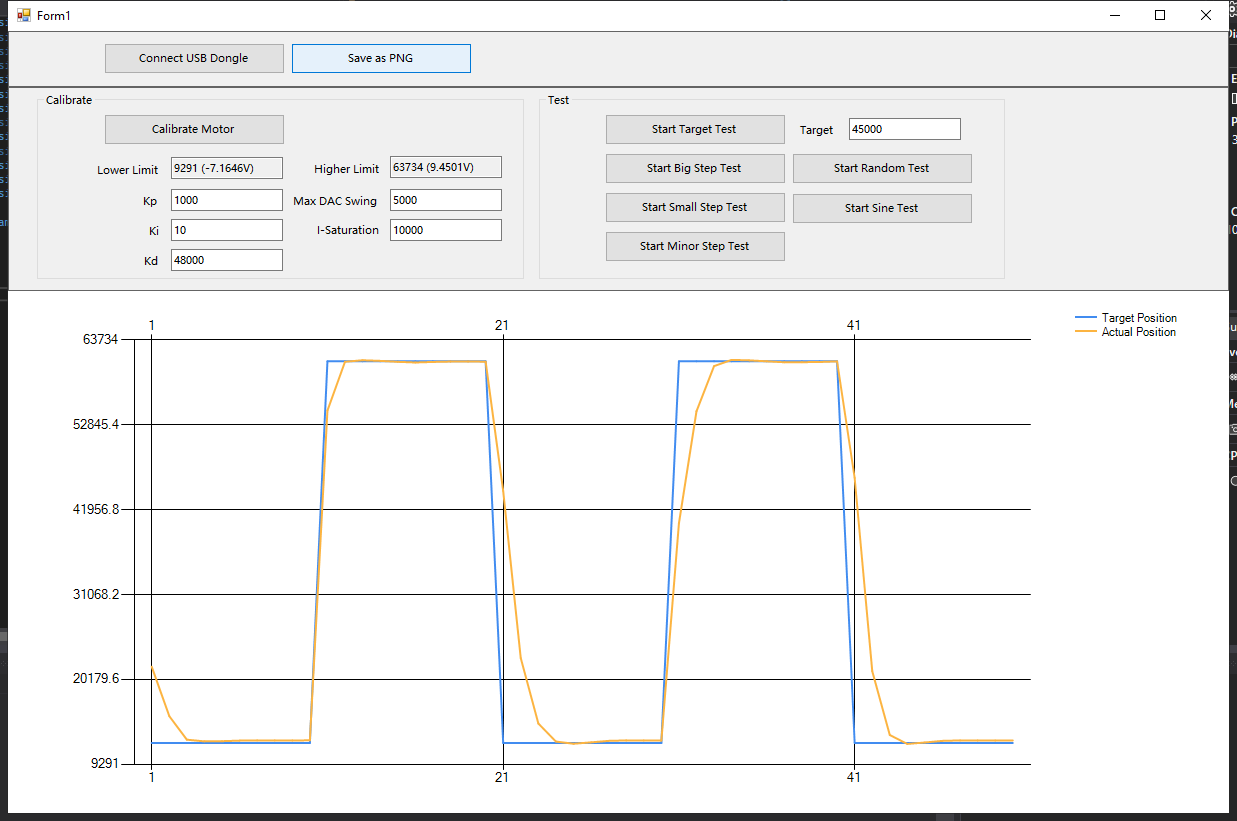 Form1
Connect USB Dongle
Save as PNG
Calibrate
Calibrate Motor
Lower Limit 9291 (-7.1646V) Higher Limit 63734 (9.4501V)
Kp 1000 Max DAC Swing 5000
Ki 10 I-Saturation 10000
Kd 48000
Test
Start Target Test Target 45000
Start Big Step Test Start Random Test
Start Small Step Test Start Sine Test
Start Minor Step Test
Target Position
Actual Position
1 21 41
63734
52845.4
41956.8
31068.2
20179.6
9291
1 21 41